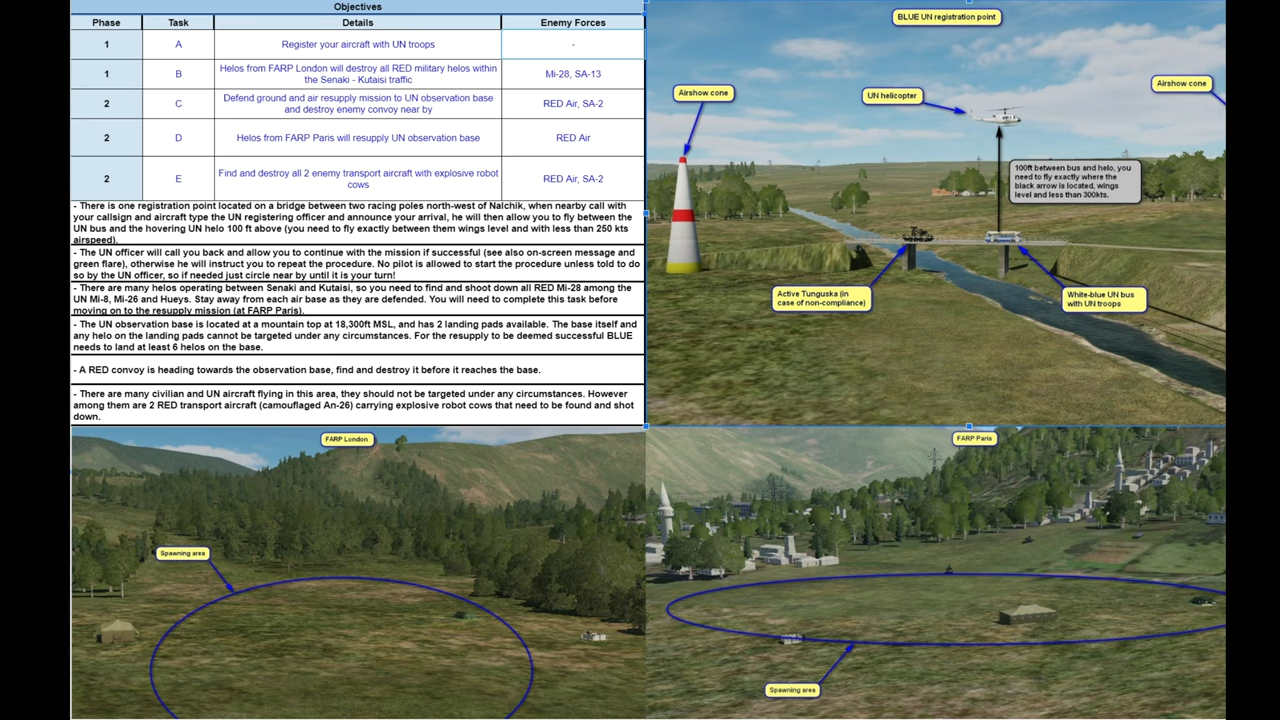 Objectives
Phase Task Details Enemy Forces
1 A Register your aircraft with UN troops -
1 B Helos from FARP London will destroy all RED military helos within Mi-28, SA-13
the Senaki - Kutaisi traffic
2 C Defend ground and air resupply mission to UN observation base RED Air, SA-2
and destroy enemy convoy near by
2 D Helos from FARP Paris will resupply UN observation base RED Air
2 E Find and destroy all 2 enemy transport aircraft with explosive robot RED Air, SA-2
cows
- There is one registration point located on a bridge between two racing poles north-west of Nalchik, when nearby call with
your callsign and aircraft type the UN registering officer and announce your arrival, he will then allow you to fly between the
UN bus and the hovering UN helo 100 ft above (you need to fly exactly between them wings level and with less than 250 kts
airspeed).
- The UN officer will call you back and allow you to continue with the mission if successful (see also on-screen message and
green flare), otherwise he will instruct you to repeat the procedure. No pilot is allowed to start the procedure unless told to do
so by the UN officer, so if needed just circle near by until it is your turn!
- There are many helos operating between Senaki and Kutaisi, so you need to find and shoot down all RED Mi-28 among the
UN Mi-8, Mi-26 and Hueys. Stay away from each air base as they are defended. You will need to complete this task before
moving on to the resupply mission (at FARP Paris).
- The UN observation base is located at a mountain top at 18,300ft MSL, and has 2 landing pads available. The base itself and
any helo on the landing pads cannot be targeted under any circumstances. For the resupply to be deemed successful BLUE
needs to land at least 6 helos on the base.
- A RED convoy is heading towards the observation base, find and destroy it before it reaches the base.
- There are many civilian and UN aircraft flying in this area, they should not be targeted under any circumstances. However
among them are 2 RED transport aircraft (camouflaged An-26) carrying explosive robot cows that need to be found and shot
down.
BLUE UN registration point
Airshow cone
UN helicopter
Airshow cone
100ft between bus and helo, you
need to fly exactly where the
black arrow is located, wings
level and less than 300kts.
Active Tunguska (in
case of non-compliance)
White-blue UN bus
with UN troops
FARP London
Spawning area
FARP Paris
Spawning area